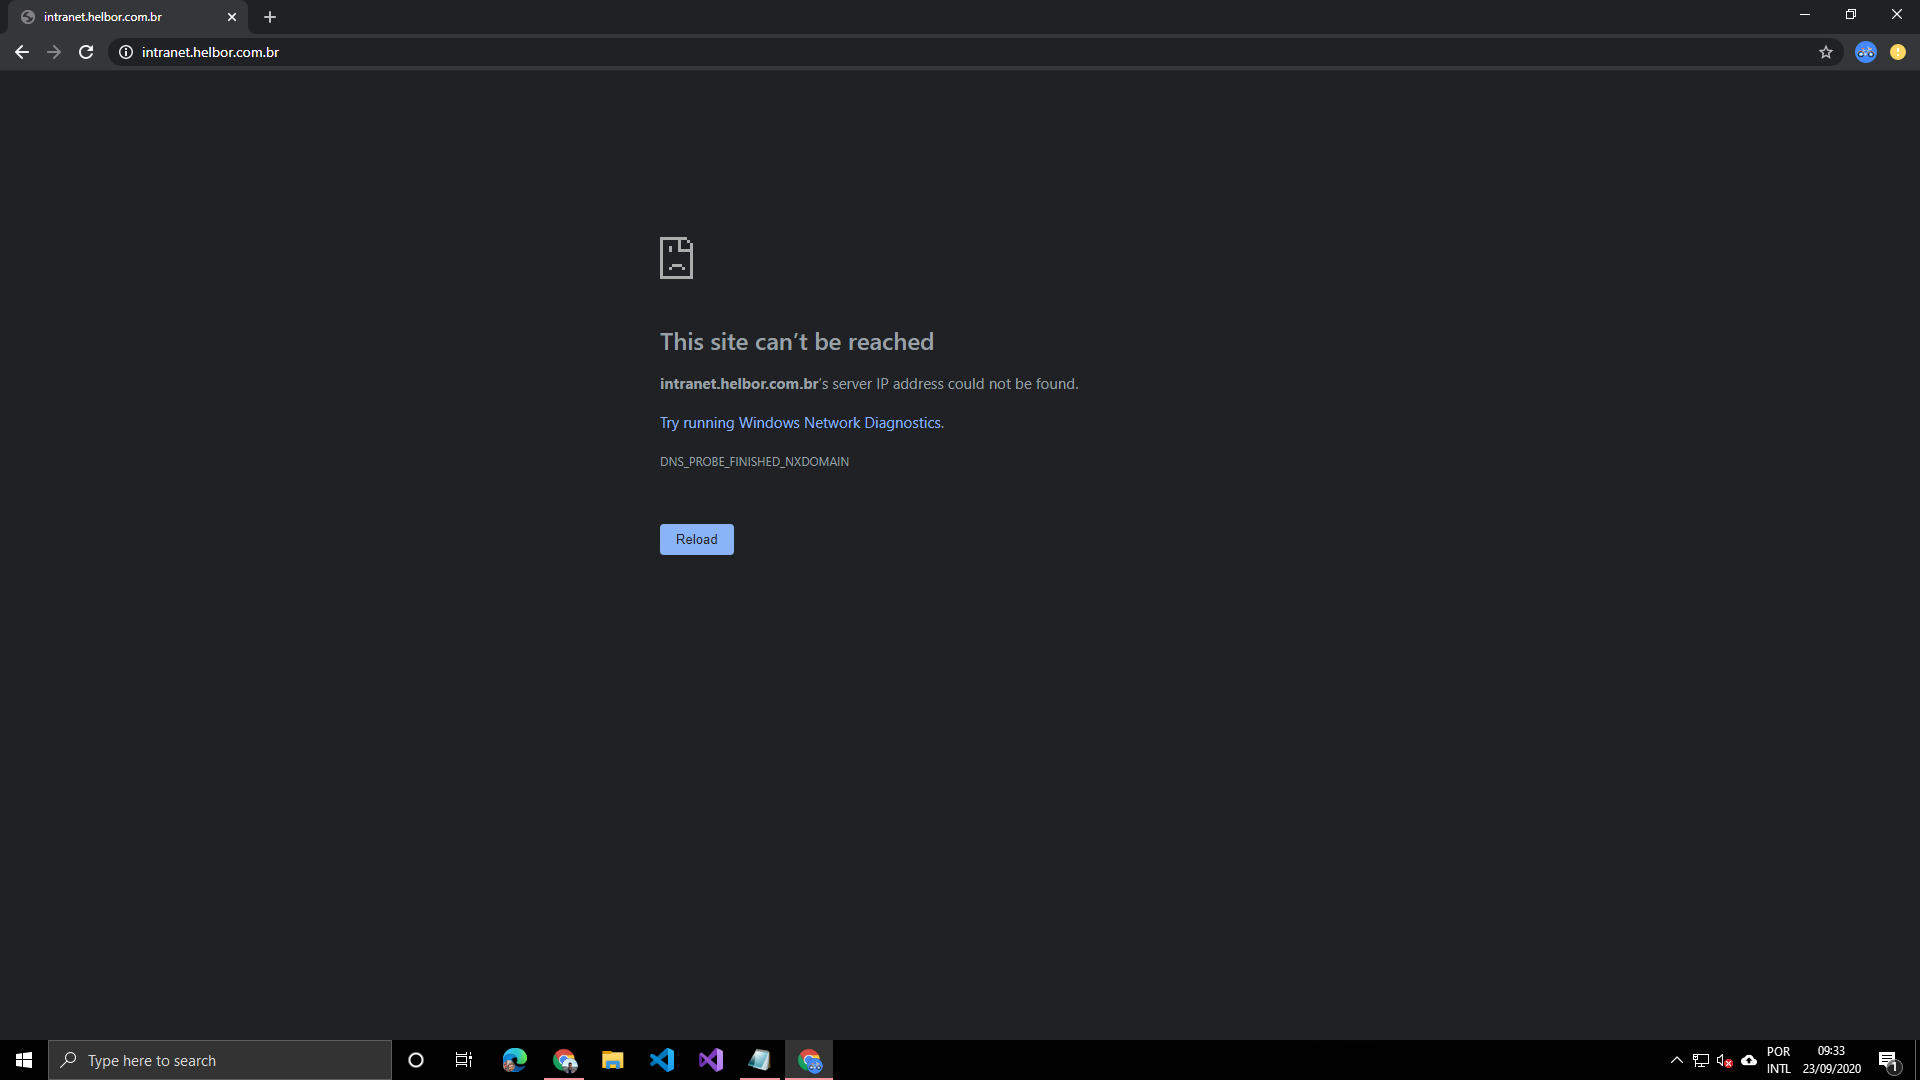 intranet.helbor.com.br
intranet.helbor.com.br
This site can’t be reached
intranet.helbor.com.br’s server IP address could not be found.
Try running Windows Network Diagnostics.
DNS_PROBE_FINISHED_NXDOMAIN
Reload
Type here to search
POR
INTL
09:33
23/09/2020
1